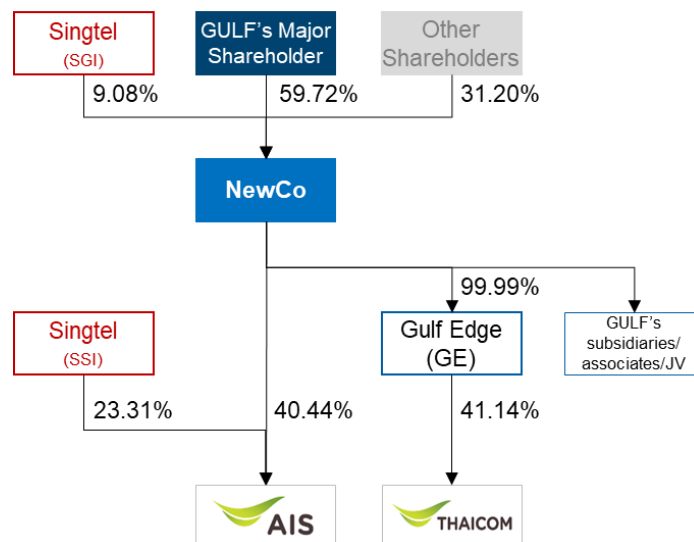 Singtel
(SGI)
GULF's Major
Shareholder
Other
Shareholders
9.08%
59.72%
31.20%
NewCo
99.99%
Singtel
(SSI)
Gulf Edge
(GE)
GULF's
subsidiaries/
associates/JV
23.31%
40.44%
41.14%
AIS
THAICOM